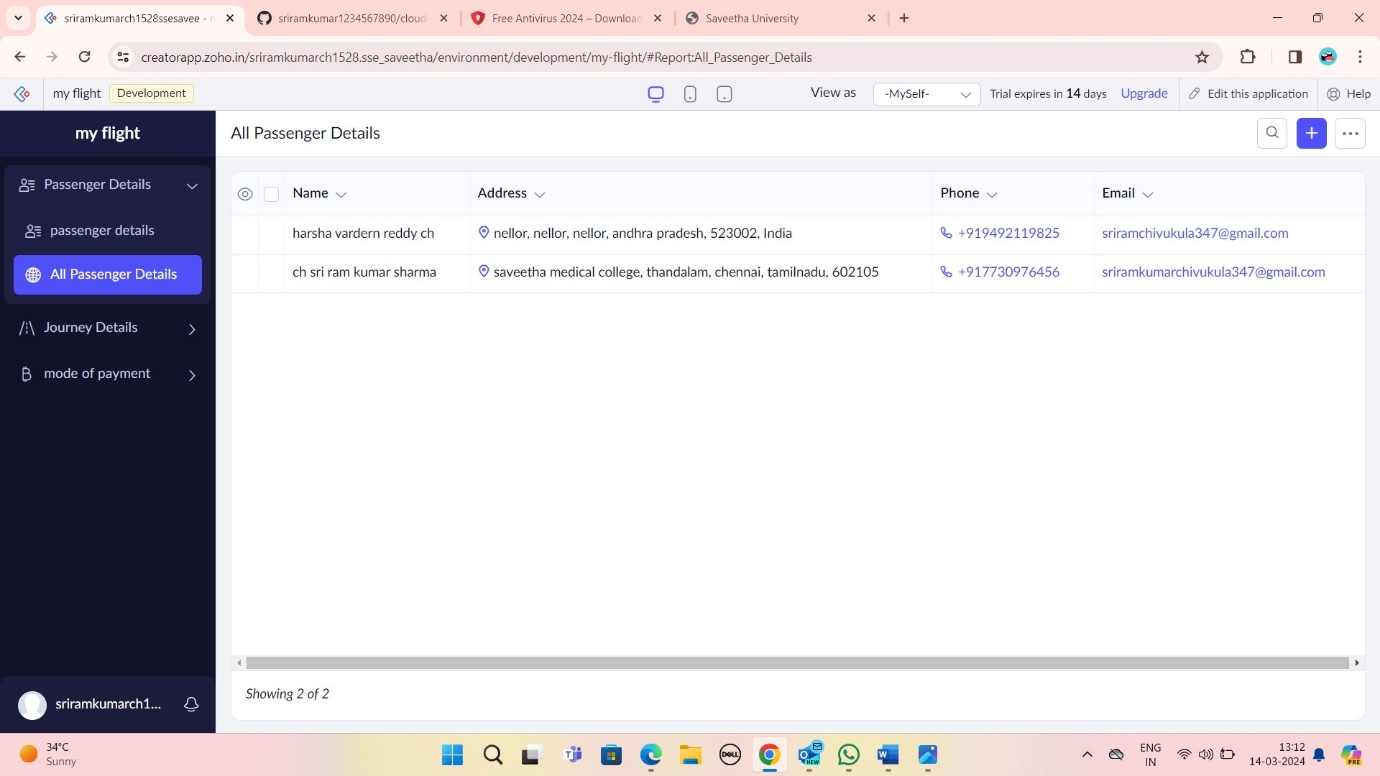 sriramkumarch1528ssesavee - n
sriramkumar1234567890/cloud
Free Antivirus 2024 – Download
Saveetha University
creatorapp.zoho.in/sriramkumarch1528.sse_saveetha/environment/development/my-flight/#Report:All_Passenger_Details
my flight Development View as -MySelf- Trial expires in 14 days Upgrade Edit this application Help
my flight
All Passenger Details
Passenger Details
passenger details
All Passenger Details
Journey Details
mode of payment
Name Address Phone Email
harsha vardern reddy ch nellor, nellor, nellor, andhra pradesh, 523002, India +919492119825 sriramchivukula347@gmail.com
ch sri ram kumar sharma saveetha medical college, thandalam, chennai, tamilnadu, 602105 +917730976456 sriramkumarchivukula347@gmail.com
Showing 2 of 2
sriramkumarch1...
34°C
Sunny
DELL
NEW
ENG
IN
13:12
14-03-2024
PRE